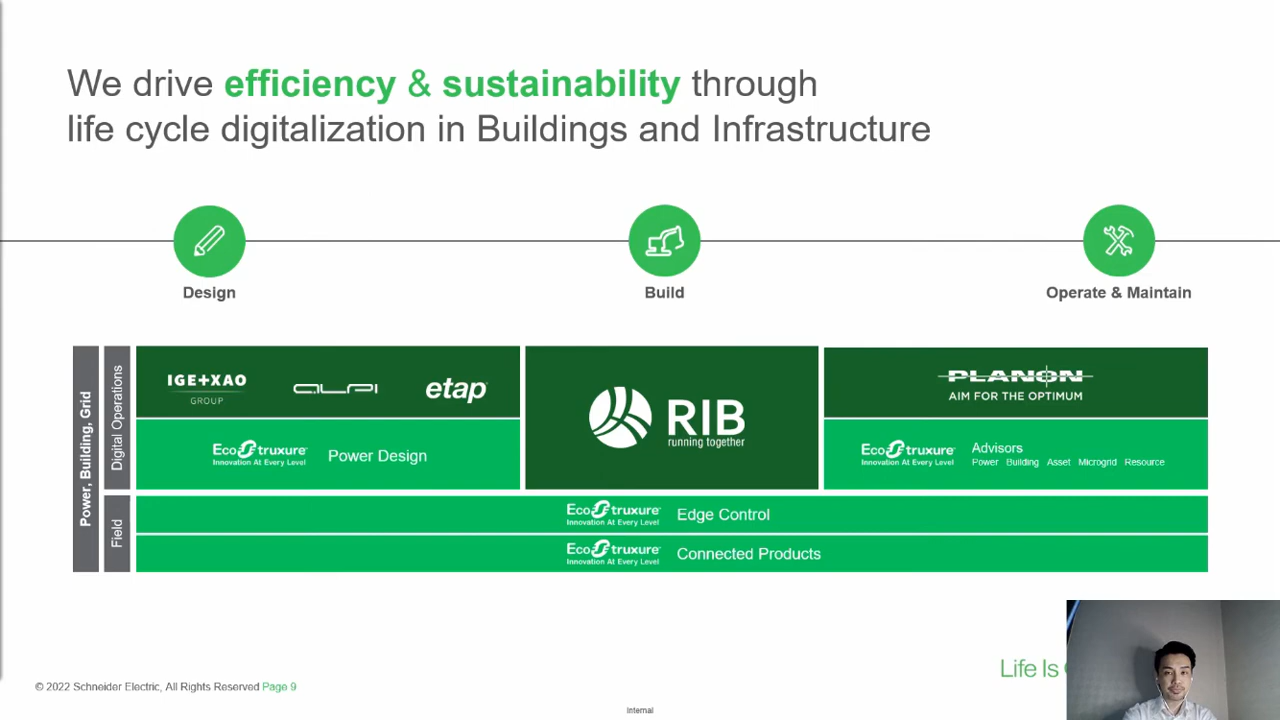 We drive efficiency & sustainability through
life cycle digitalization in Buildings and Infrastructure
Design
Build
Operate & Maintain
Power, Building, Grid
Digital Operations
IGE+XAO
GROUP
ALPI
etap
RIB
running together
PLANON
AIM FOR THE OPTIMUM
EcoStruxure
Innovation At Every Level
Power Design
EcoStruxure
Innovation At Every Level
Advisors
Power Building Asset Microgrid Resource
Field
EcoStruxure
Innovation At Every Level
Edge Control
EcoStruxure
Innovation At Every Level
Connected Products
Life Is
© 2022 Schneider Electric, All Rights Reserved Page 9
Internal